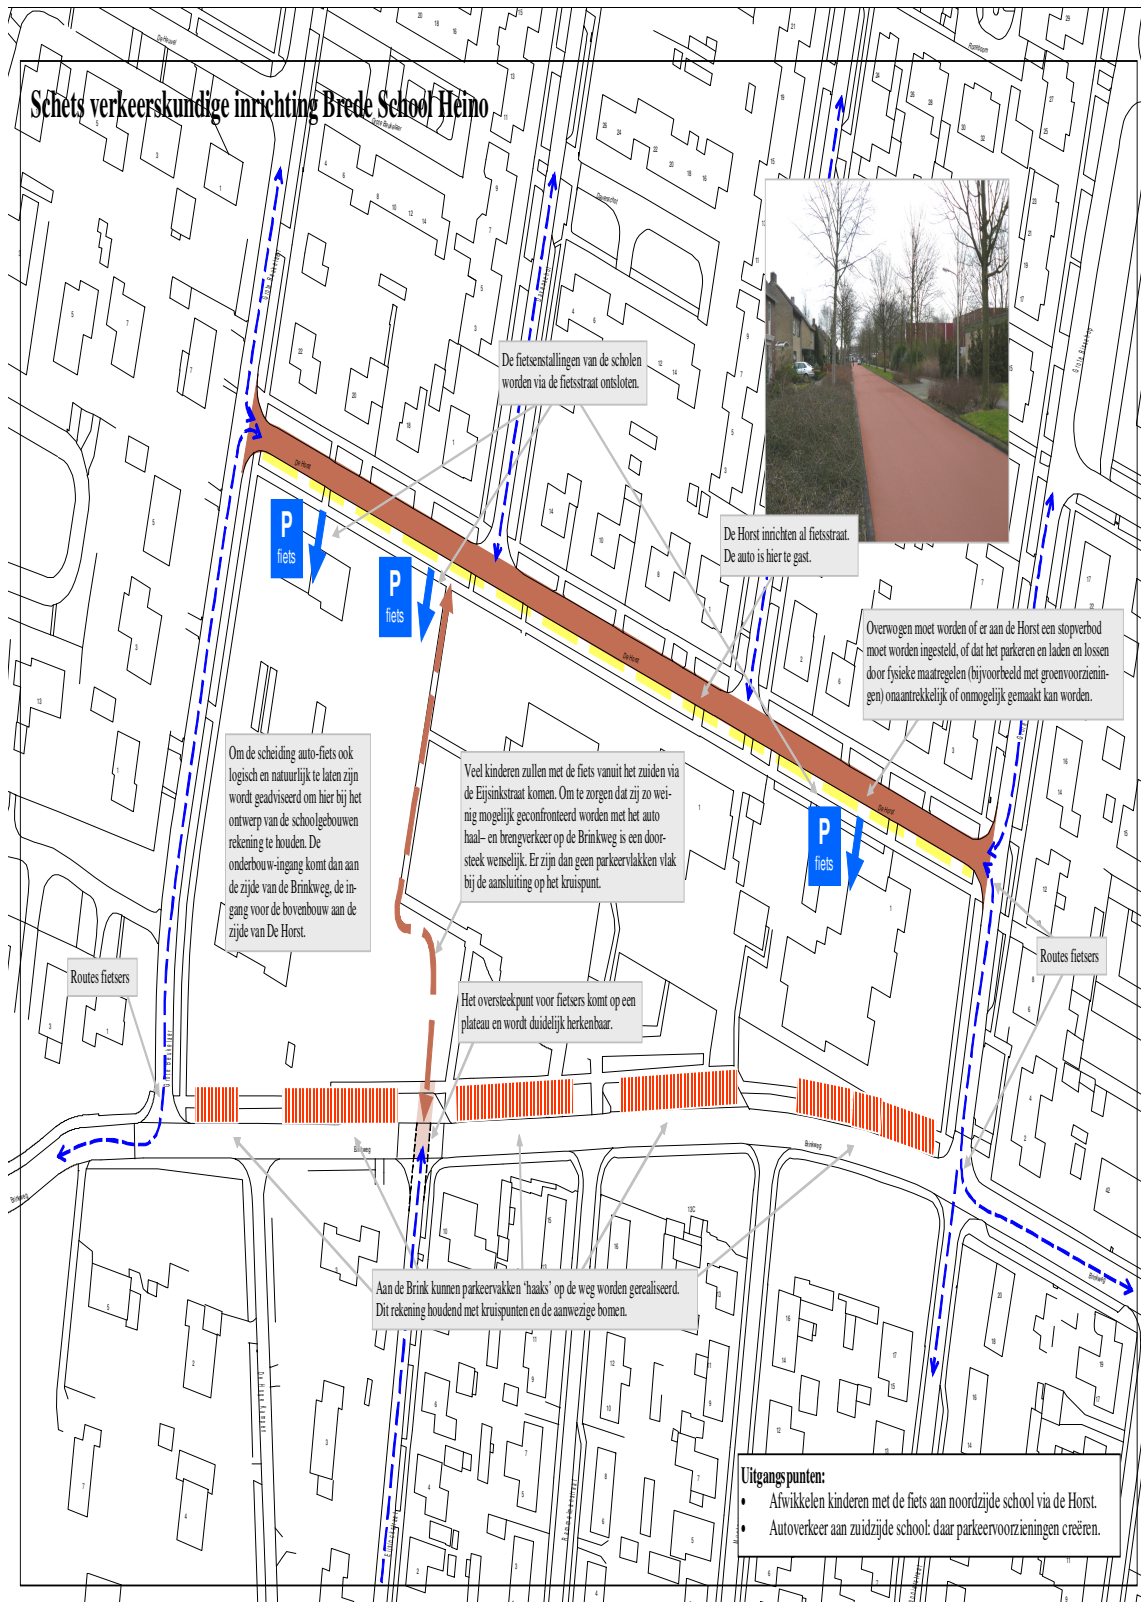 Schets verkeerskundige inrichting Brede School Heino
De fietsenstallingen van de scholen
worden via de fietsstraat ontsloten.
De Horst inrichten al fietsstraat.
De auto is hier te gast.
Overwogen moet worden of er aan de Horst een stopverbod
moet worden ingesteld, of dat het parkeren en laden en lossen
door fysieke maatregelen (bijvoorbeeld met groenvoorzienin-
gen) onaantrekkelijk of onmogelijk gemaakt kan worden.
De Horst
P
fiets
P
fiets
De Horst
De Horst
P
fiets
Om de scheiding auto-fiets ook
logisch en natuurlijk te laten zijn
wordt geadviseerd om hier bij het
ontwerp van de schoolgebouwen
rekening te houden. De
onderbouw-ingang komt dan aan
de zijde van de Brinkweg, de in-
gang voor de bovenbouw aan de
zijde van De Horst.
Veel kinderen zullen met de fiets vanuit het zuiden via
de Eijsinkstraat komen. Om te zorgen dat zij zo wei-
nig mogelijk geconfronteerd worden met het auto
haal– en brengverkeer op de Brinkweg is een door-
steek wenselijk. Er zijn dan geen parkeervlakken vlak
bij de aansluiting op het kruispunt.
Routes fietsers
Routes fietsers
Het oversteekpunt voor fietsers komt op een
plateau en wordt duidelijk herkenbaar.
Brinkweg
Brinkweg
Brinkweg
Brinkweg
Aan de Brink kunnen parkeervakken ‘haaks’ op de weg worden gerealiseerd.
Dit rekening houdend met kruispunten en de aanwezige bomen.
Uitgangspunten:
• Afwikkelen kinderen met de fiets aan noordzijde school via de Horst.
• Autoverkeer aan zuidzijde school: daar parkeervoorzieningen creëren.